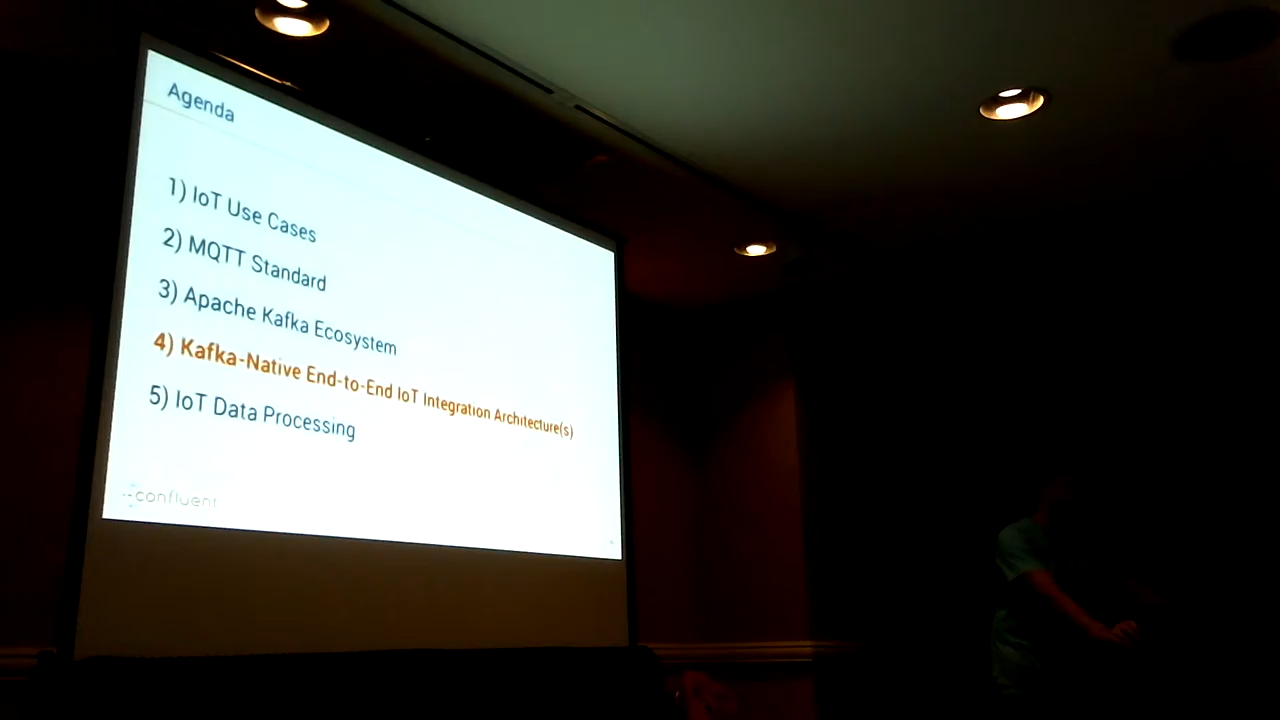 Agenda
1) IoT Use Cases
2) MQTT Standard
3) Apache Kafka Ecosystem
4) Kafka-Native End-to-End IoT Integration Architecture(s)
5) IoT Data Processing
confluent